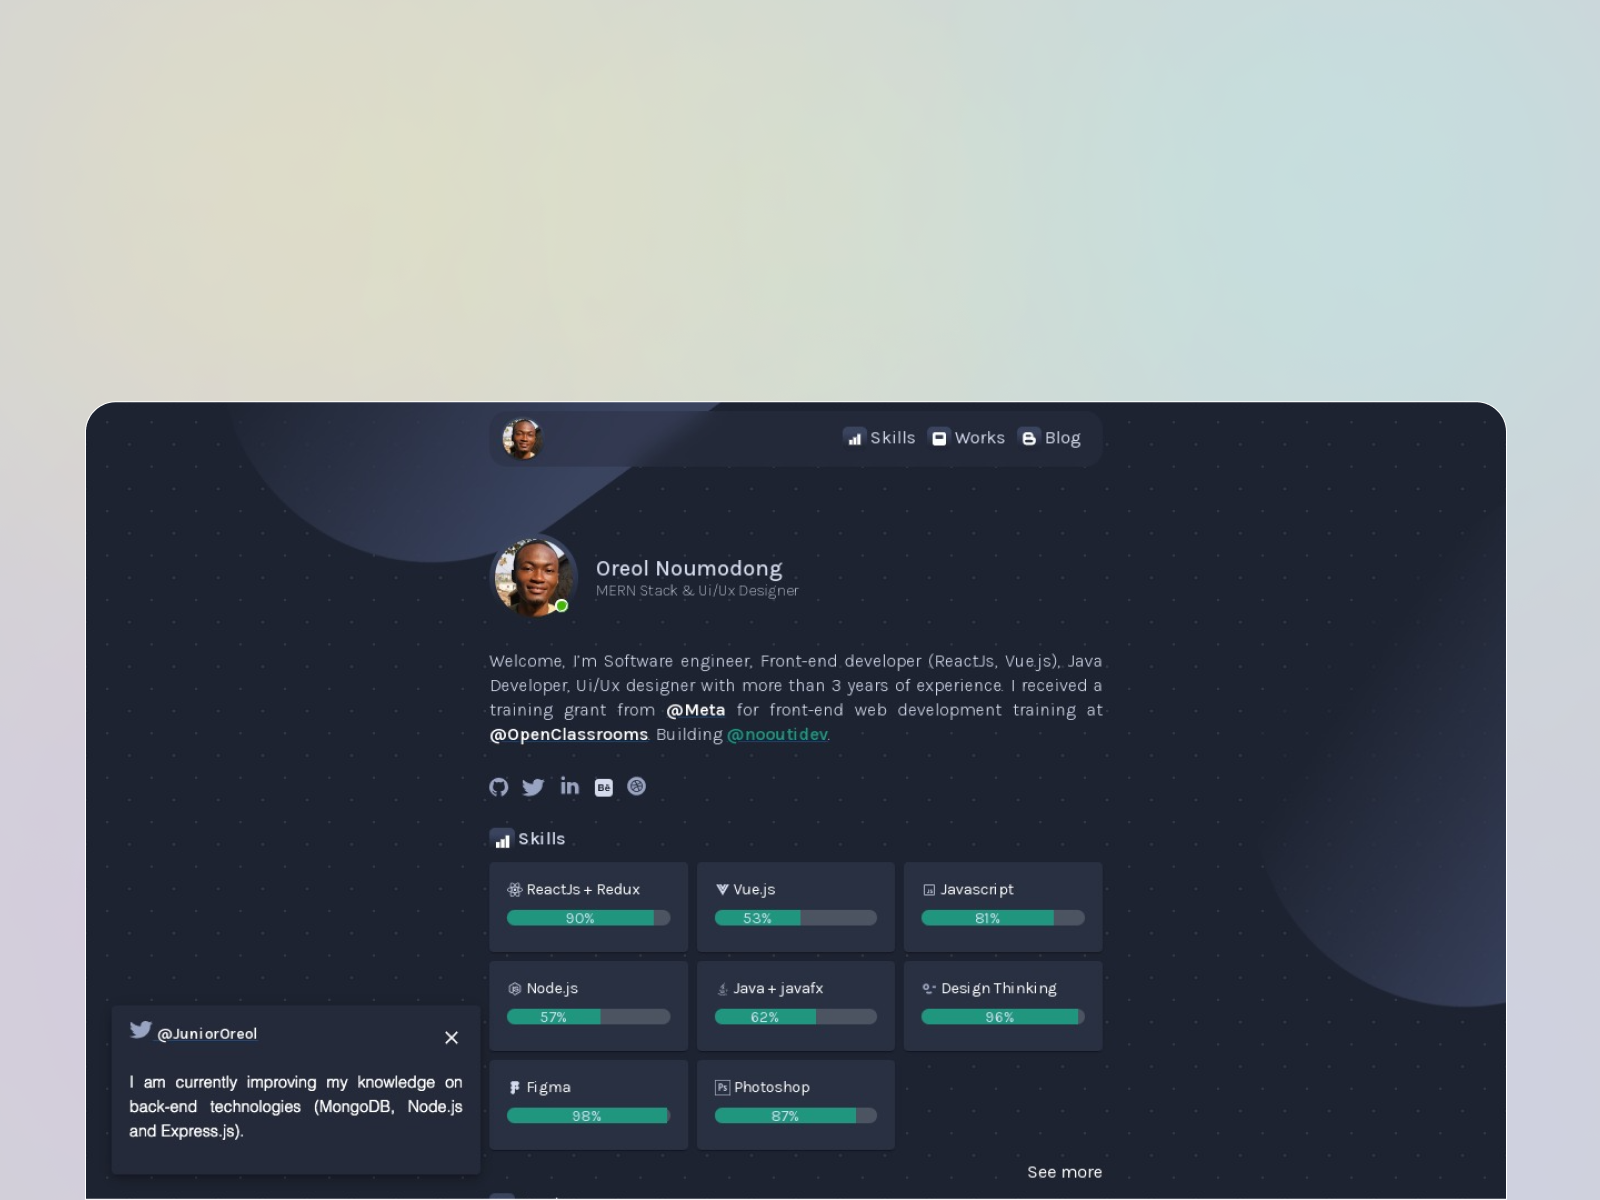 Skills Works Blog
Oreol Noumodong
MERN Stack & Ui/Ux Designer
Welcome, I'm Software engineer, Front-end developer (ReactJs, Vue.js), Java
Developer, Ui/Ux designer with more than 3 years of experience. I received a
training grant from @Meta for front-end web development training at
@OpenClassrooms. Building @nooutidev.
in Bē
Skills
ReactJs + Redux
90%
Vue.js
53%
Javascript
81%
Node.js
57%
Java + javafx
62%
Design Thinking
96%
Figma
98%
Ps Photoshop
87%
See more
@JuniorOreol
I am currently improving my knowledge on
back-end technologies (MongoDB, Node.js
and Express.js).